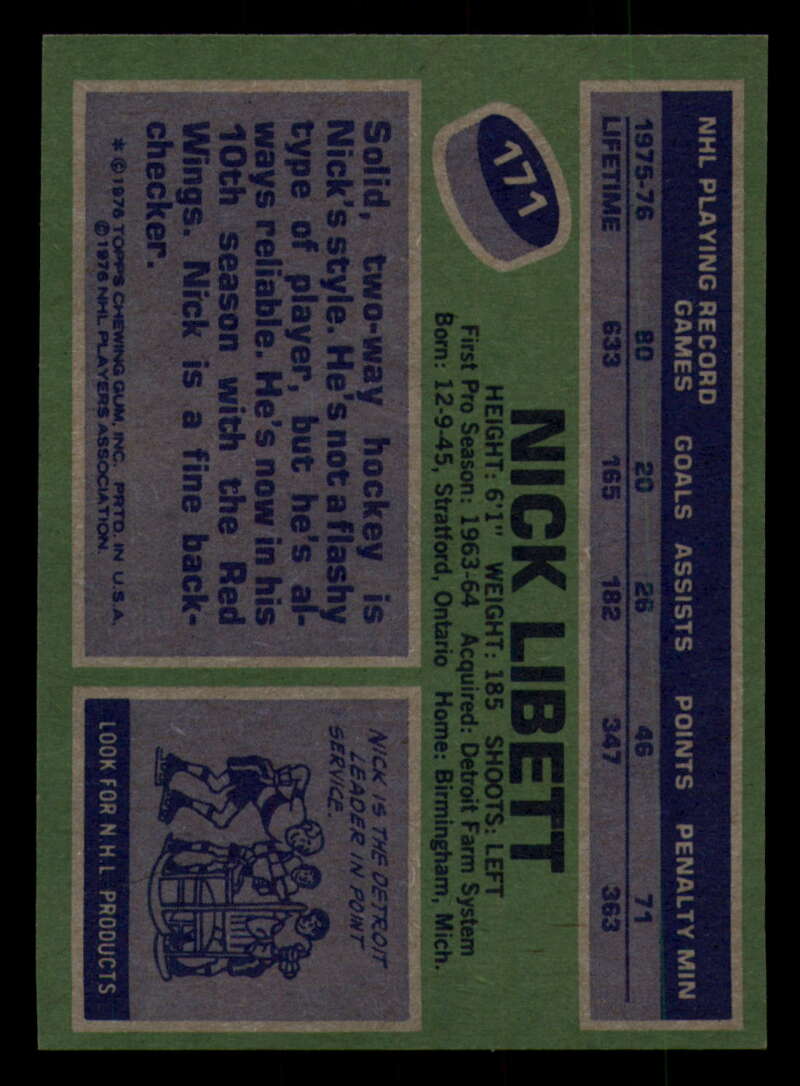 171
NICK LIBETT
HEIGHT: 6'1" WEIGHT: 185 SHOOTS: LEFT
First Pro Season: 1963-64 Acquired: Detroit Farm System
Born: 12-9-45, Stratford, Ontario Home: Birmingham, Mich.
NHL PLAYING RECORD
GAMES GOALS ASSISTS POINTS PENALTY MIN
1975-76 80 20 26 46 71
LIFETIME 633 165 182 347 363
Solid, two-way hockey is
Nick's style. He's not a flashy
type of player, but he's al-
ways reliable. He's now in his
10th season with the Red
Wings. Nick is a fine back-
checker.
* © 1976 TOPPS CHEWING GUM, INC. PRTD. IN U.S.A.
© 1976 NHL PLAYERS ASSOCIATION.
NICK IS THE DETROIT
LEADER IN POINT
SERVICE.
LOOK FOR N.H.L PRODUCTS